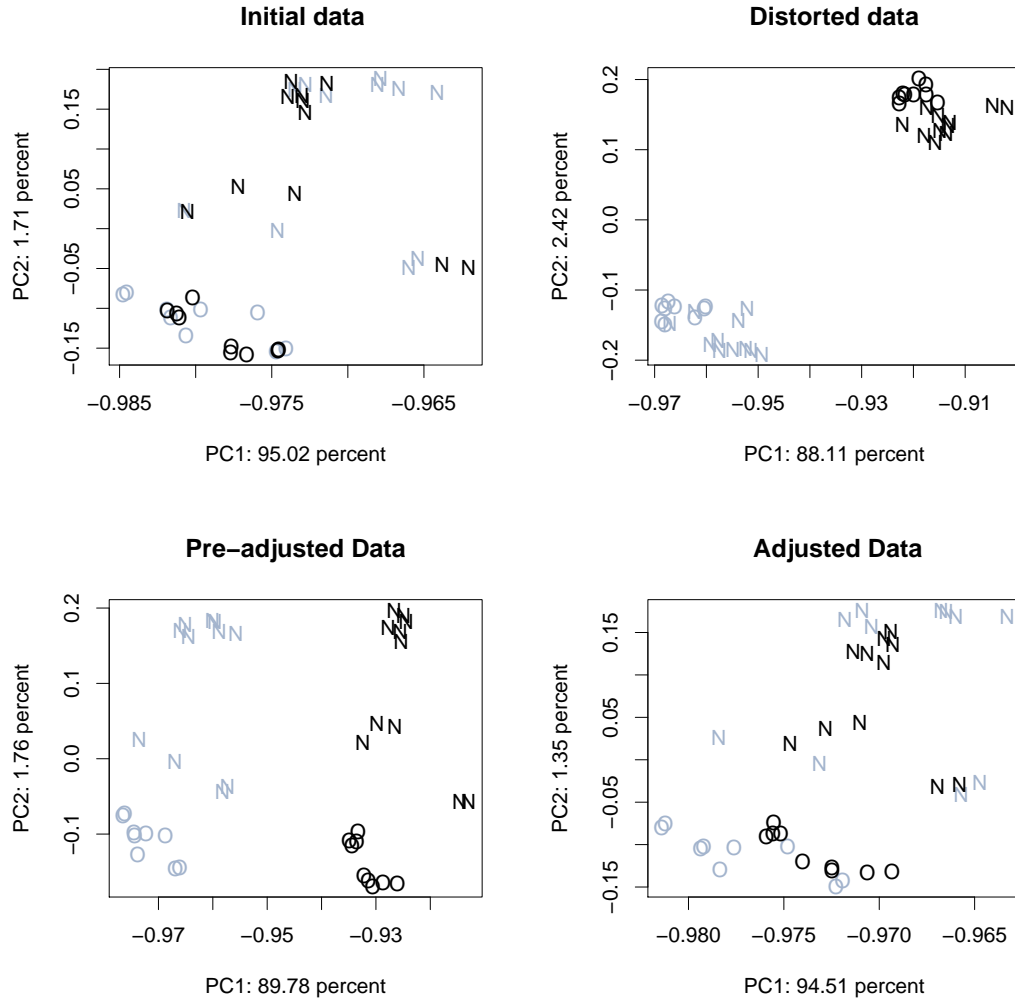 Initial data
PC2: 1.71 percent
0.15
0.05
−0.05
−0.15
−0.985
−0.975
−0.965
PC1: 95.02 percent
Distorted data
PC2: 2.42 percent
0.2
0.1
0.0
−0.1
−0.2
−0.97
−0.95
−0.93
−0.91
PC1: 88.11 percent
Pre−adjusted Data
PC2: 1.76 percent
0.2
0.1
0.0
−0.1
−0.97
−0.95
−0.93
PC1: 89.78 percent
Adjusted Data
PC2: 1.35 percent
0.15
0.05
−0.05
−0.15
−0.980
−0.975
−0.970
−0.965
PC1: 94.51 percent